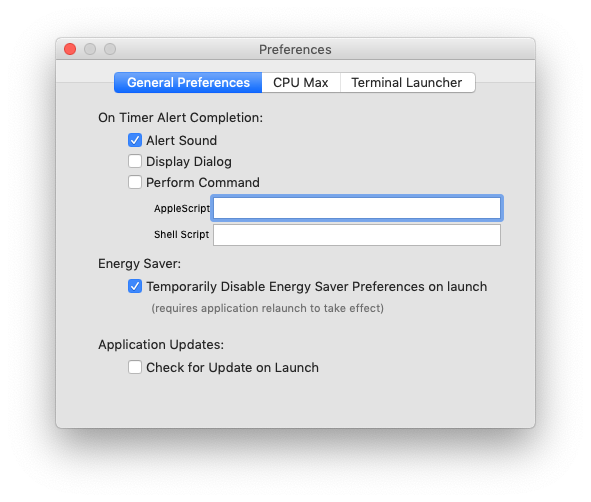 Preferences
General Preferences CPU Max Terminal Launcher
On Timer Alert Completion:
Alert Sound
Display Dialog
Perform Command
AppleScript
Shell Script
Energy Saver:
Temporarily Disable Energy Saver Preferences on launch
(requires application relaunch to take effect)
Application Updates:
Check for Update on Launch